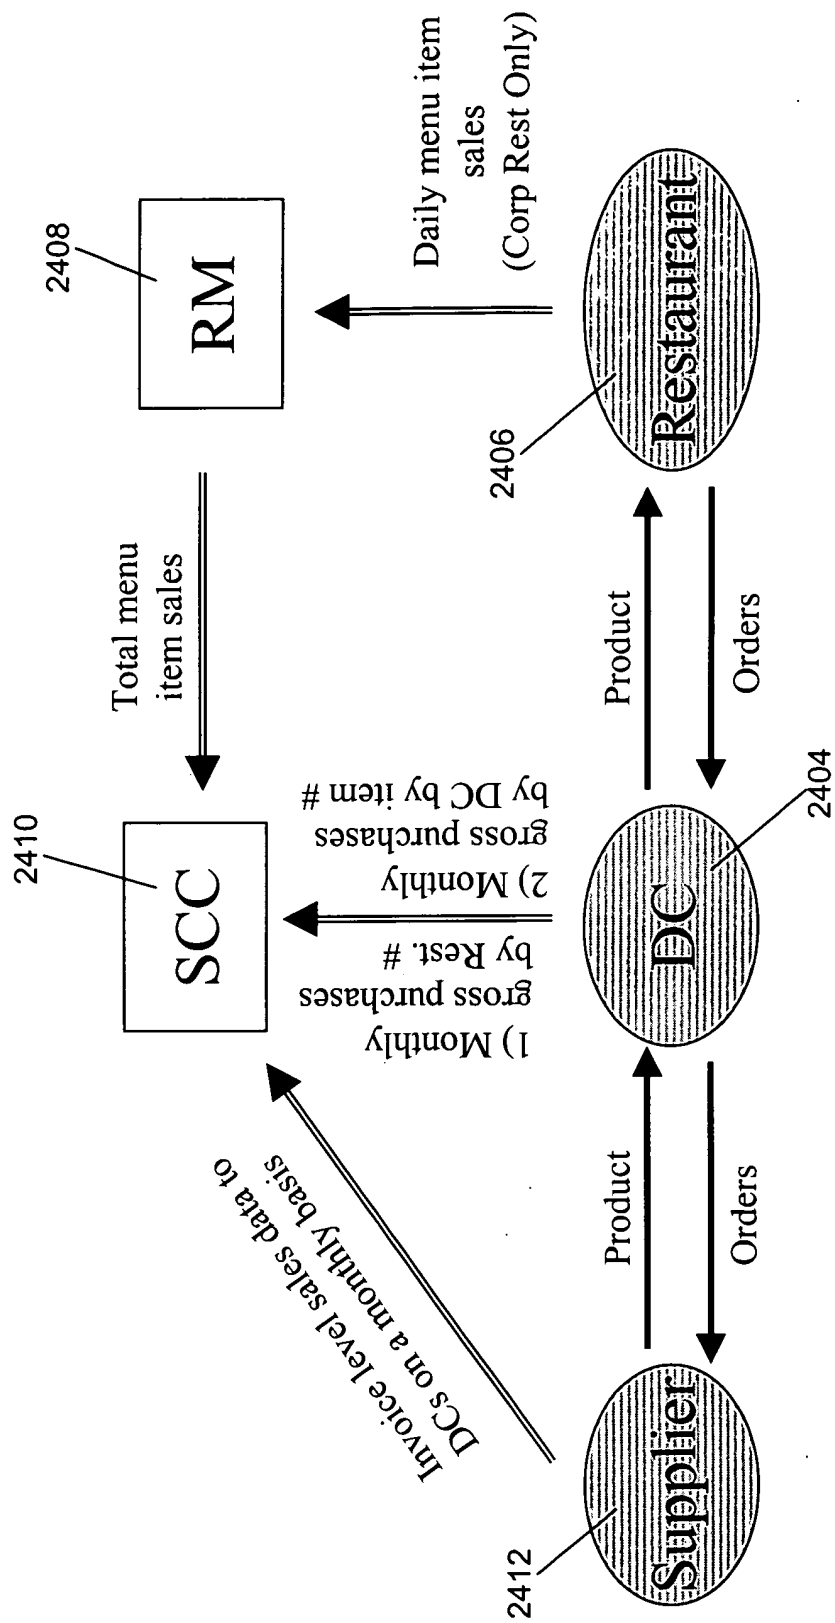 2410
SCC
Total menu
item sales
2408
RM
Invoice level sales data to
DCs on a monthly basis
1) Monthly
gross purchases
by Rest. #
2) Monthly
gross purchases
by DC by item #
Daily menu item
sales
(Corp Rest Only)
2412
Supplier
Product
Orders
DC
2404
Product
Orders
2406
Restaurant